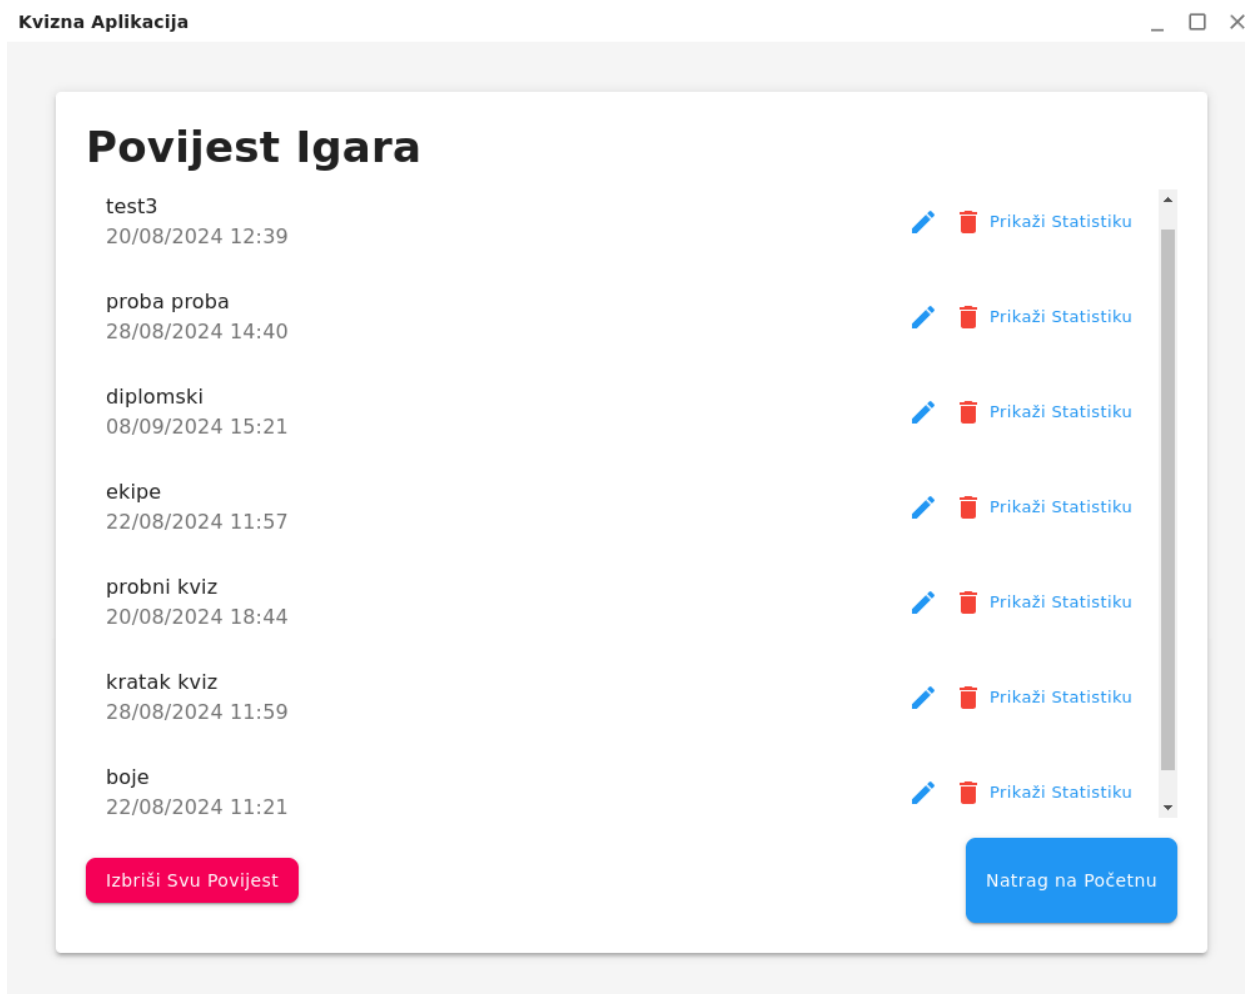 Kvizna Aplikacija
Povijest Igara
test3
20/08/2024 12:39
Prikaži Statistiku
proba proba
28/08/2024 14:40
Prikaži Statistiku
diplomski
08/09/2024 15:21
Prikaži Statistiku
ekipe
22/08/2024 11:57
Prikaži Statistiku
probni kviz
20/08/2024 18:44
Prikaži Statistiku
kratak kviz
28/08/2024 11:59
Prikaži Statistiku
boje
22/08/2024 11:21
Prikaži Statistiku
Izbriši Svu Povijest
Natrag na Početnu